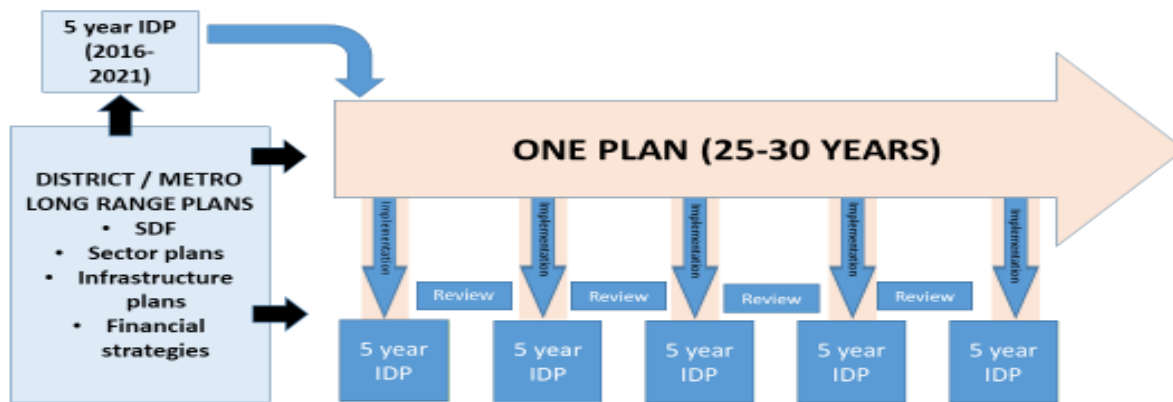 5 year IDP
(2016-
2021)
ONE PLAN (25-30 YEARS)
DISTRICT / METRO
LONG RANGE PLANS
• SDF
• Sector plans
• Infrastructure
plans
• Financial
strategies
Implementation
Implementation
Implementation
Implementation
Implementation
Review
Review
Review
Review
5 year
IDP
5 year
IDP
5 year
IDP
5 year
IDP
5 year
IDP